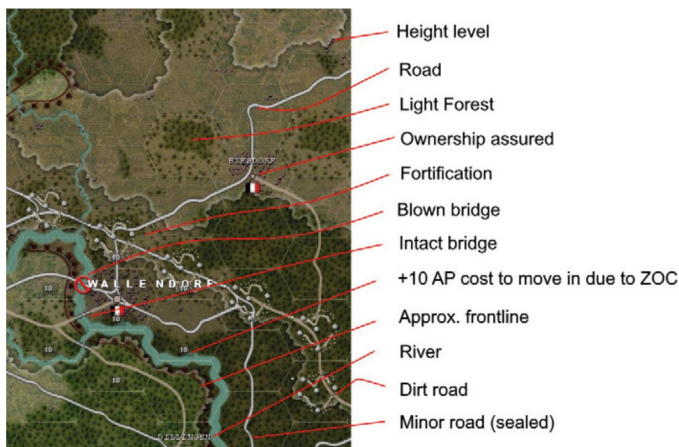 Height level
Road
Light Forest
Ownership assured
BIESDORF
Fortification
Blown bridge
Intact bridge
10
WALLENDORF
+10 AP cost to move in due to ZOC
10
10
10
Approx. frontline
10
10
River
10
Dirt road
DILLINGEN
Minor road (sealed)